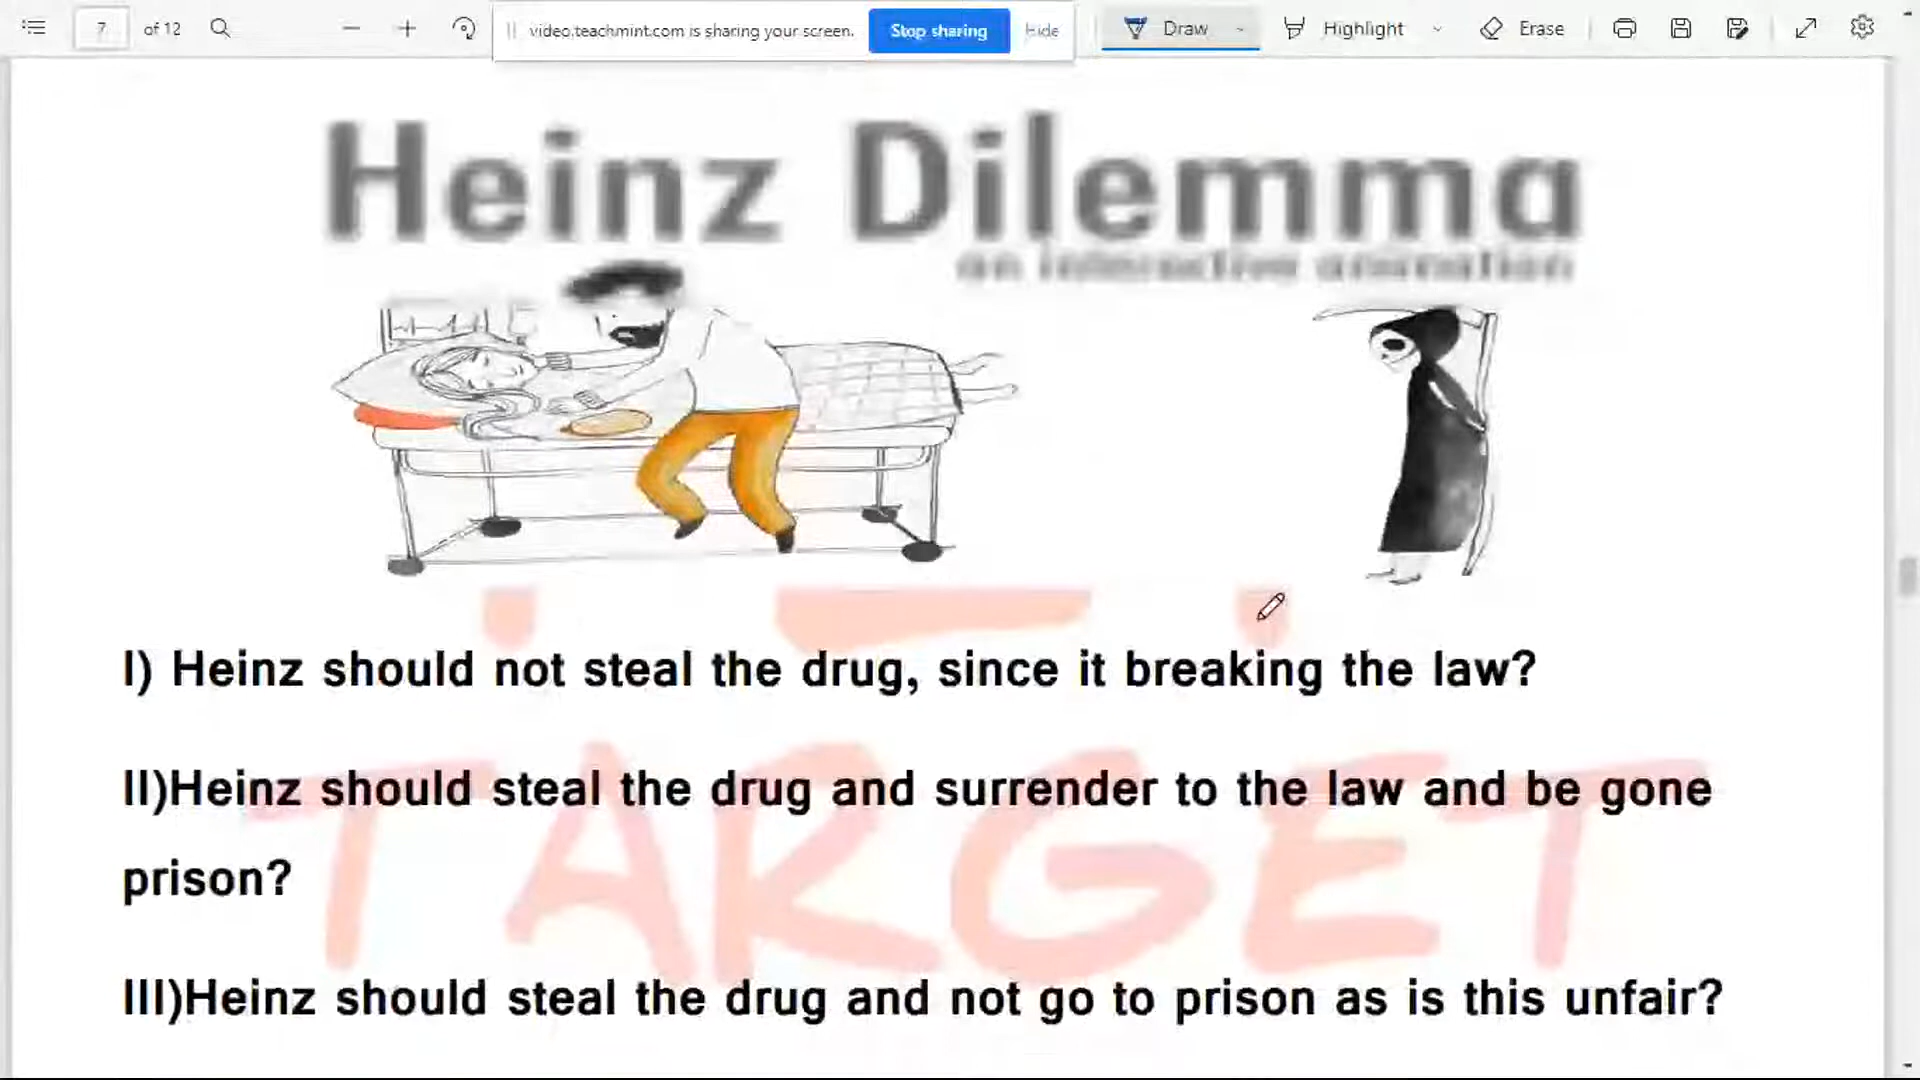 7 of 12
video.teachmint.com is sharing your screen. Stop sharing Hide
Draw Highlight Erase
Heinz Dilemma
an interactive animation
I) Heinz should not steal the drug, since it breaking the law?
II)Heinz should steal the drug and surrender to the law and be gone
prison?
III)Heinz should steal the drug and not go to prison as is this unfair?
TARGET